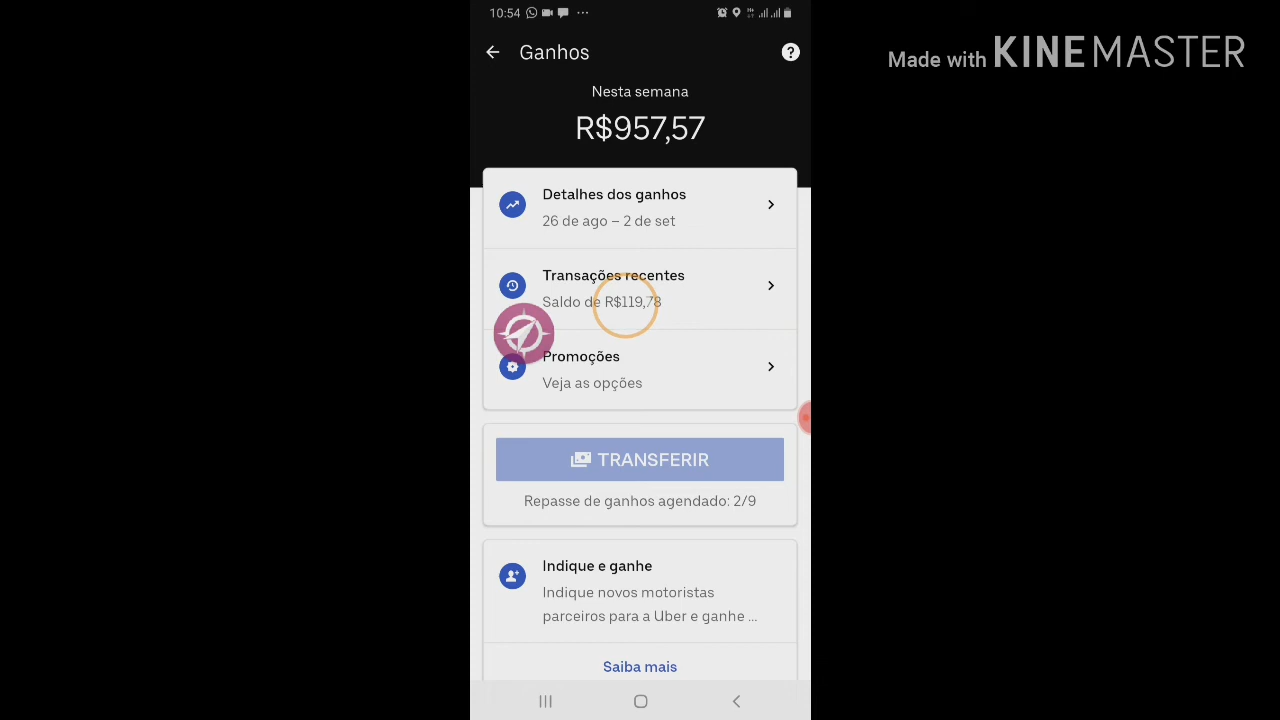 10:54
Made with KINEMASTER
Ganhos
Nesta semana
R$957,57
Detalhes dos ganhos
26 de ago – 2 de set
Transações recentes
Saldo de R$119,78
Promoções
Veja as opções
TRANSFERIR
Repasse de ganhos agendado: 2/9
Indique e ganhe
Indique novos motoristas
parceiros para a Uber e ganhe ...
Saiba mais